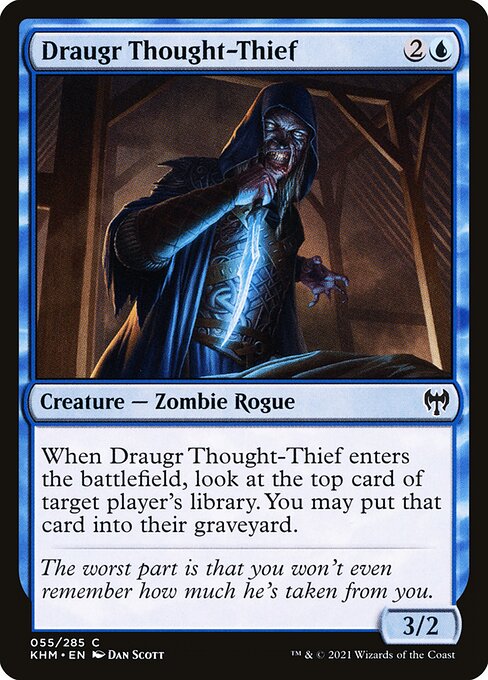 Draugr Thought-Thief 2
Creature — Zombie Rogue
When Draugr Thought-Thief enters
the battlefield, look at the top card of
target player's library. You may put that
card into their graveyard.
The worst part is that you won't even
remember how much he's taken from you.
3/2
055/285 C
KHM • EN Dan Scott
™ & © 2021 Wizards of the Coast